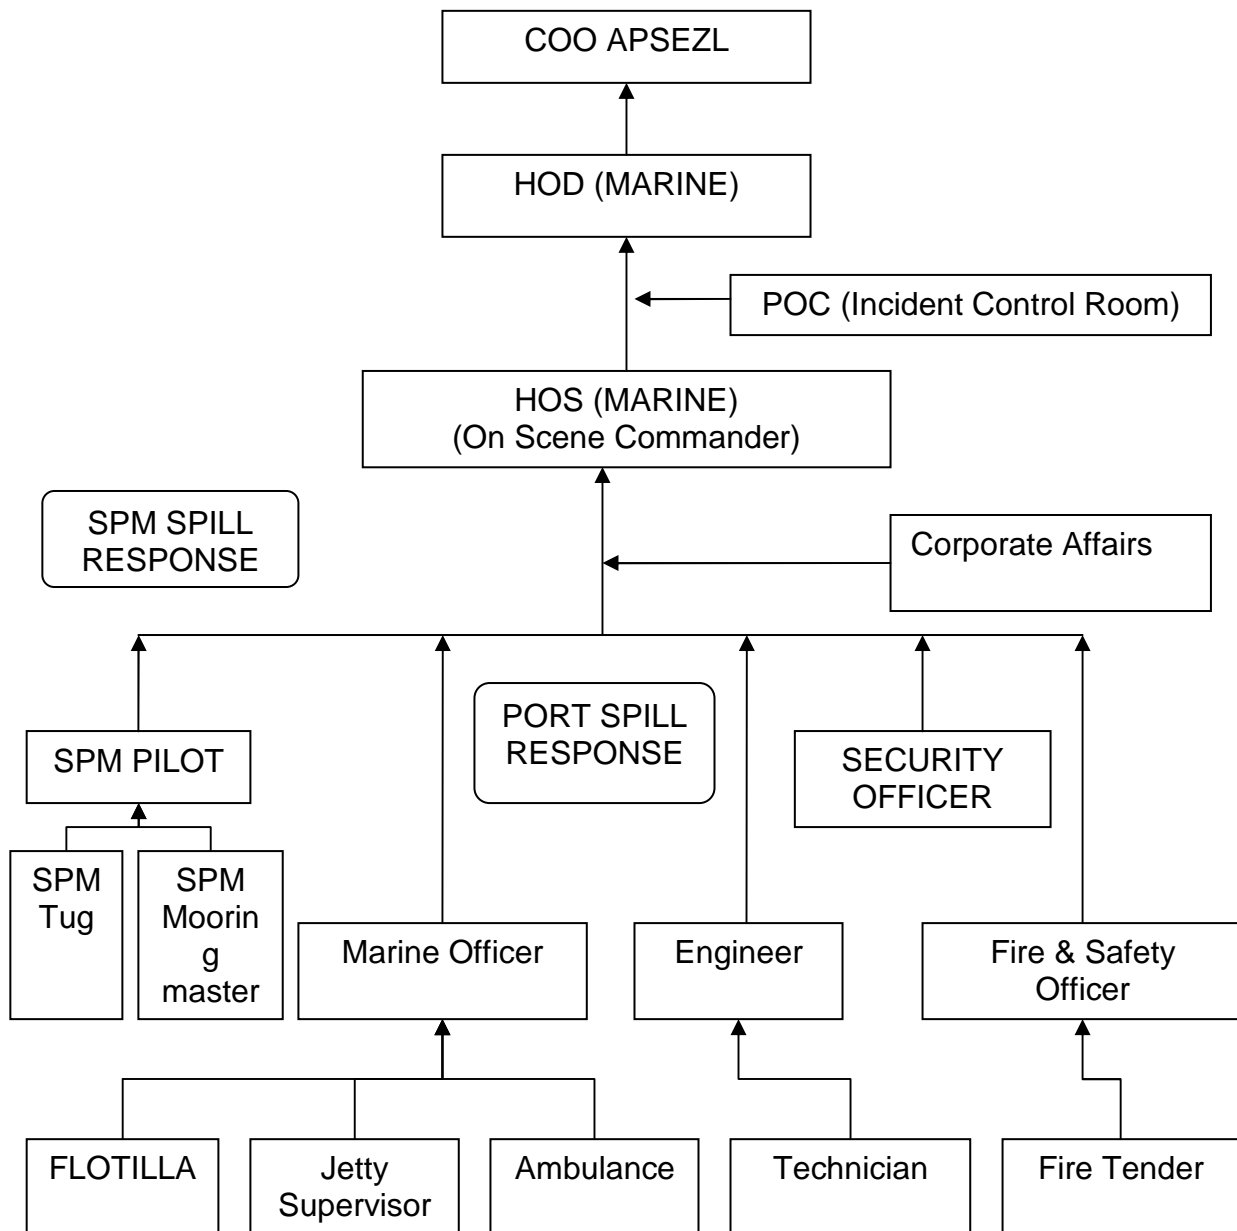 COO APSEZL
HOD (MARINE)
POC (Incident Control Room)
HOS (MARINE)
(On Scene Commander)
SPM SPILL
RESPONSE
Corporate Affairs
PORT SPILL
RESPONSE
SPM PILOT
SECURITY
OFFICER
SPM
Tug
SPM
Moorin
g
master
Marine Officer
Engineer
Fire & Safety
Officer
FLOTILLA
Jetty
Supervisor
Ambulance
Technician
Fire Tender